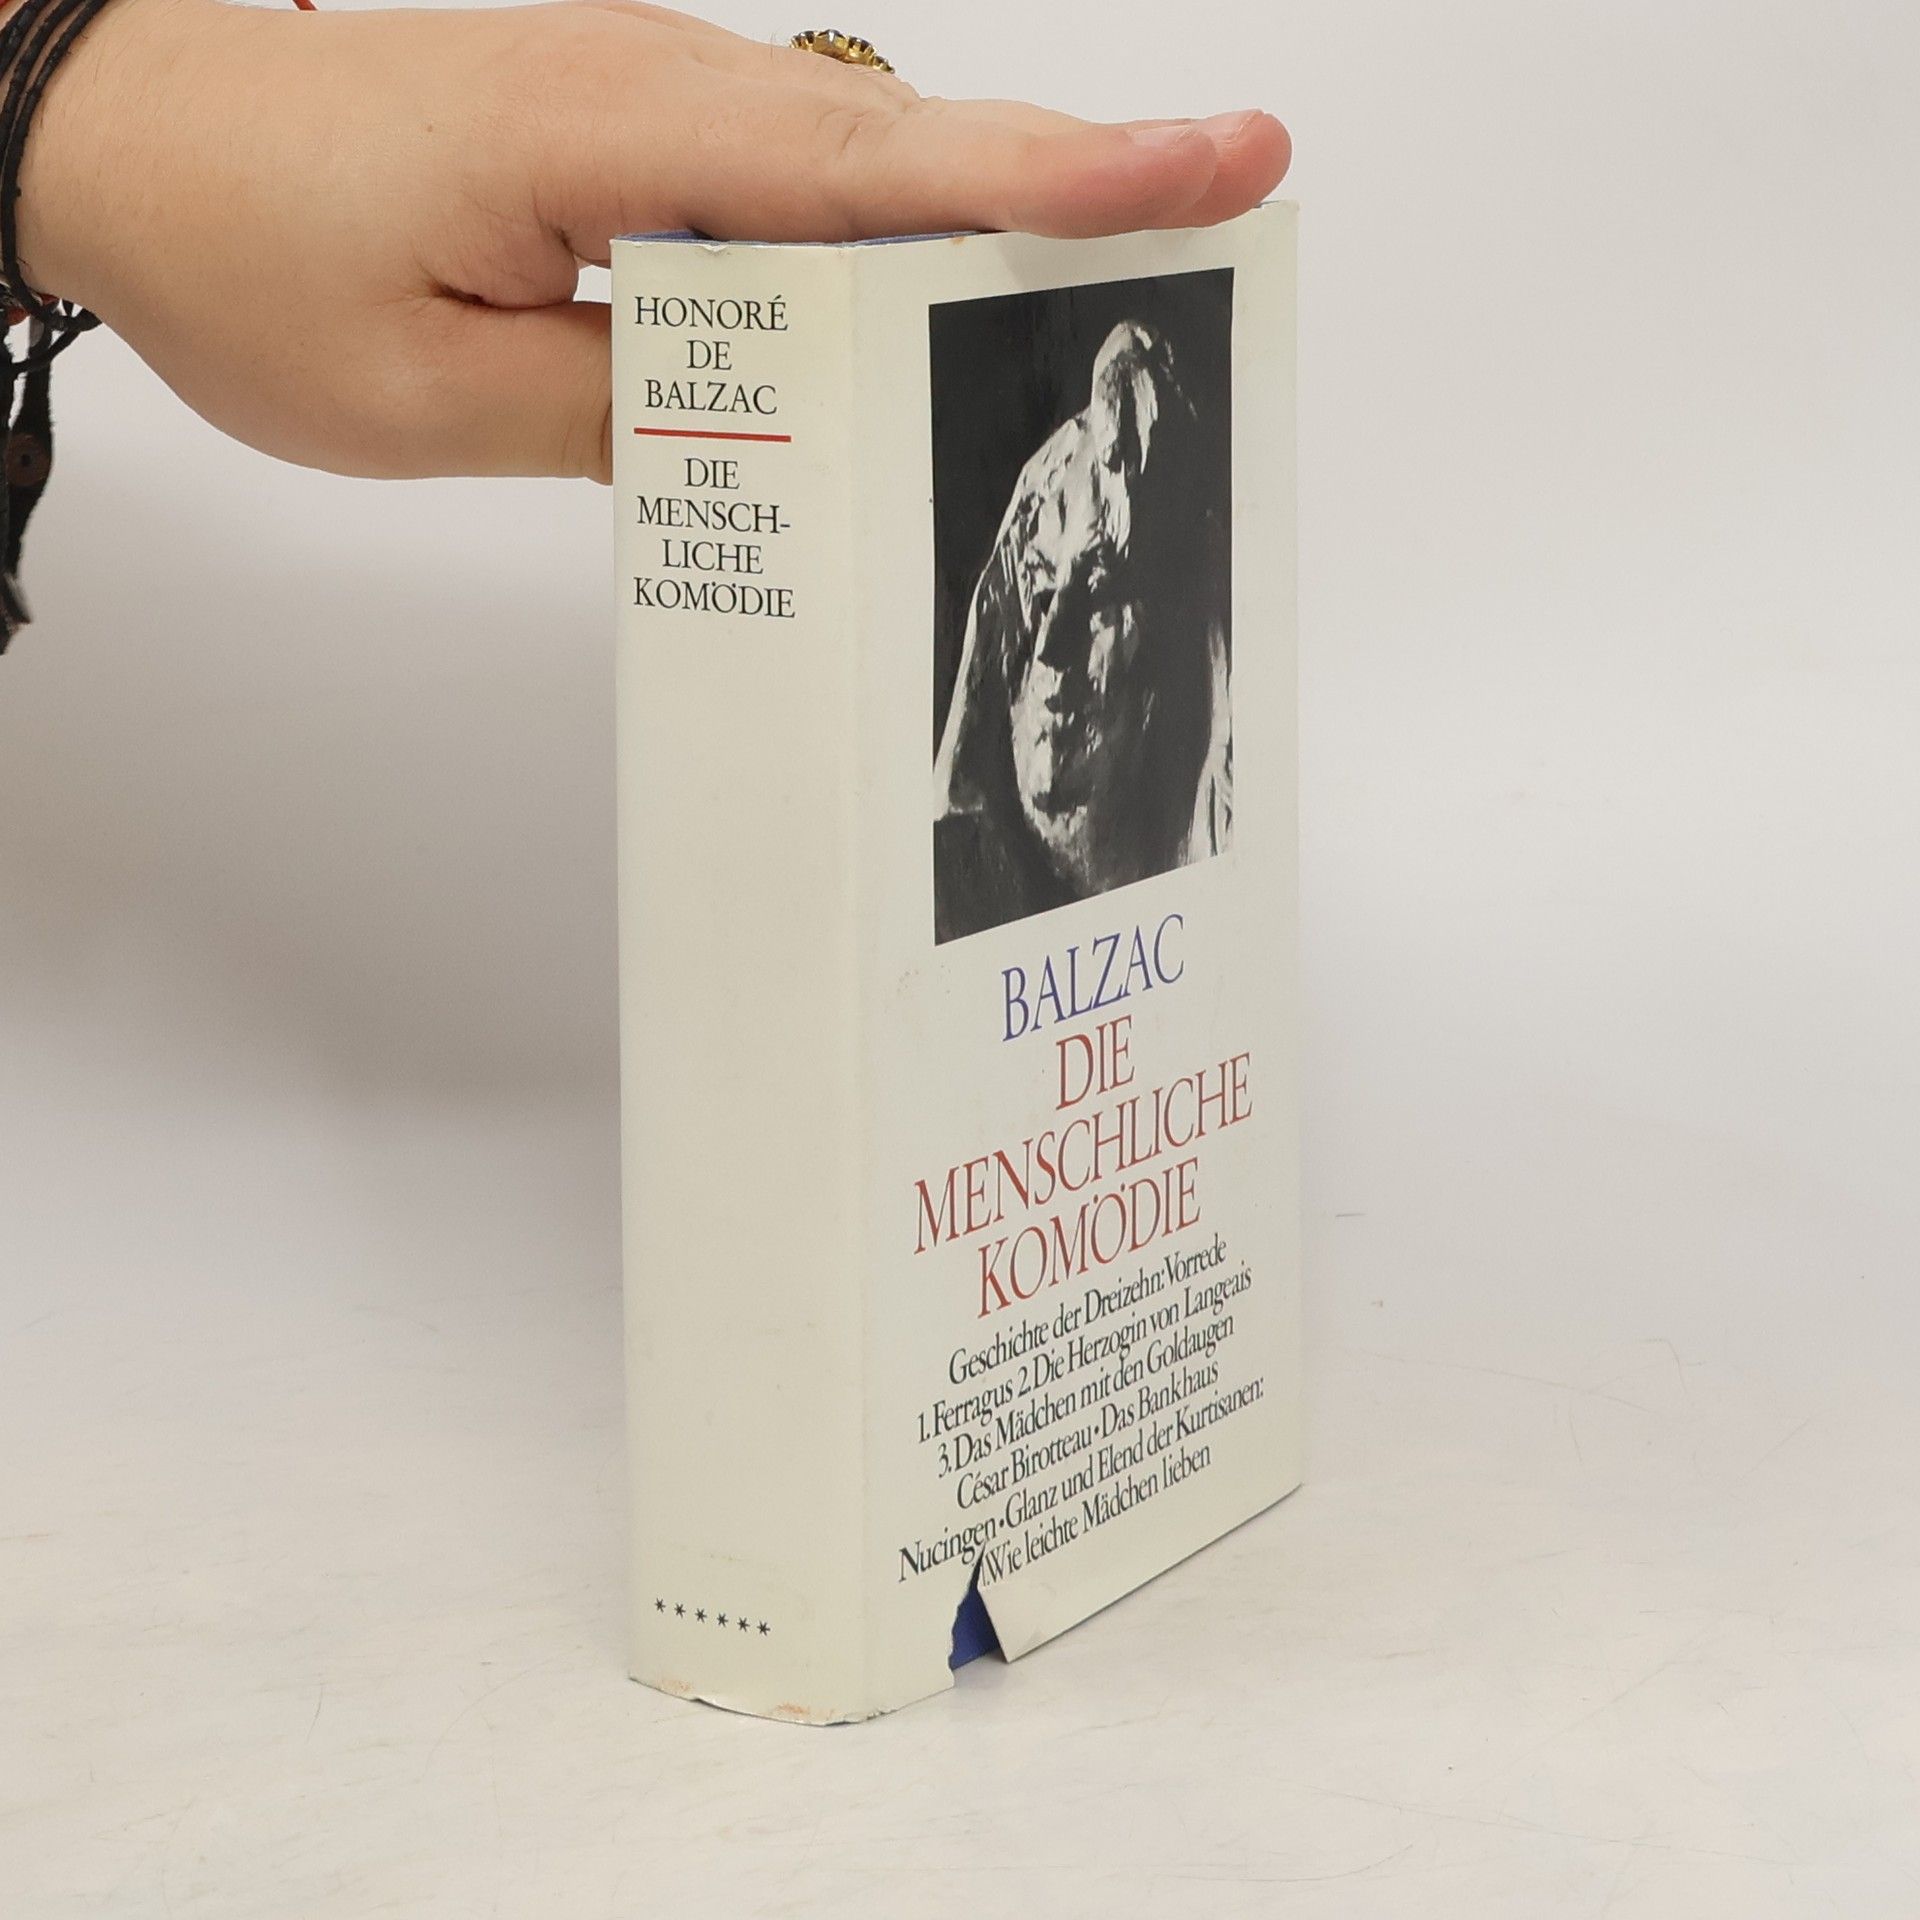 HONORÉ
DE
BALZAC
DIE
MENSCH-
LICHE
KOMÖDIE
******
BALZAC
DIE
MENSCHLICHE
KOMÖDIE
Geschichte der Dreizehn: Vorrede
1. Ferragus 2. Die Herzogin von Langeais
3. Das Mädchen mit den Goldaugen
César Birotteau • Das Bankhaus
Nucingen • Glanz und Elend der Kurtisanen:
1. Wie leichte Mädchen lieben